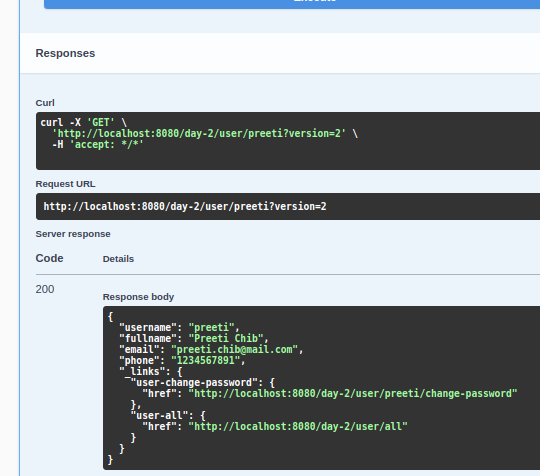 Execute
Responses
Curl
curl -X 'GET' \
'http://localhost:8080/day-2/user/preeti?version=2' \
-H 'accept: */*'
Request URL
http://localhost:8080/day-2/user/preeti?version=2
Server response
Code Details
200
Response body
{
"username": "preeti",
"fullname": "Preeti Chib",
"email": "preeti.chib@mail.com",
"phone": "1234567891",
"_links": {
"user-change-password": {
"href": "http://localhost:8080/day-2/user/preeti/change-password"
},
"user-all": {
"href": "http://localhost:8080/day-2/user/all"
}
}
}